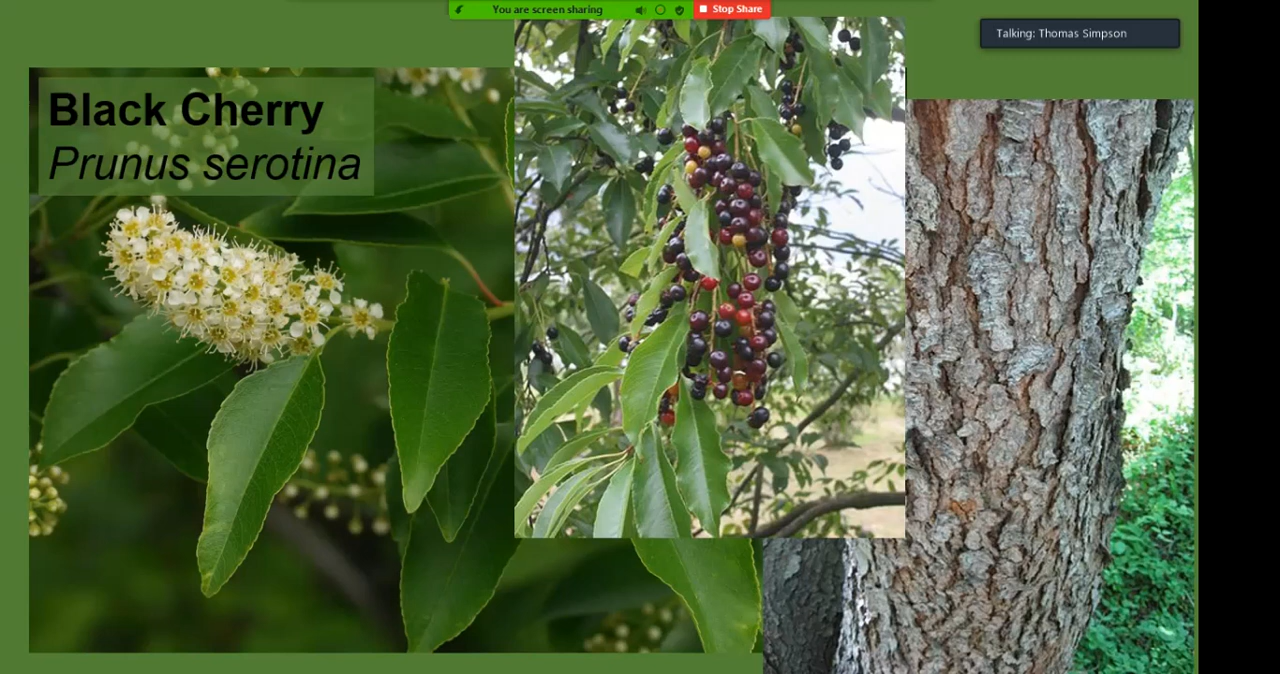 You are screen sharing
Stop Share
Talking: Thomas Simpson
Black Cherry
Prunus serotina